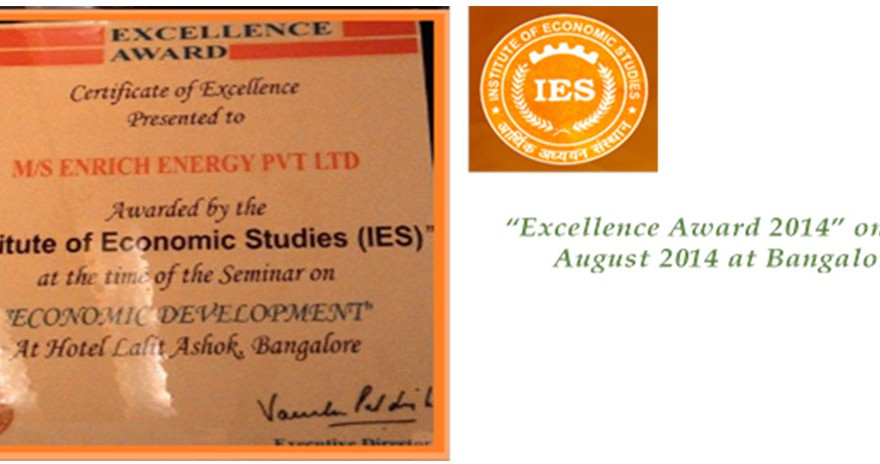 EXCELLENCE
AWARD
Certificate of Excellence
Presented to
M/S ENRICH ENERGY PVT LTD
Awarded by the
itute of Economic Studies (IES)"
at the time of the Seminar on
"ECONOMIC DEVELOPMENT"
At Hotel Lalit Ashok, Bangalore
Executive Director
INSTITUTE OF ECONOMIC STUDIES
IES
आर्थिक अध्ययन संस्थान
“Excellence Award 2014” on
August 2014 at Bangalo